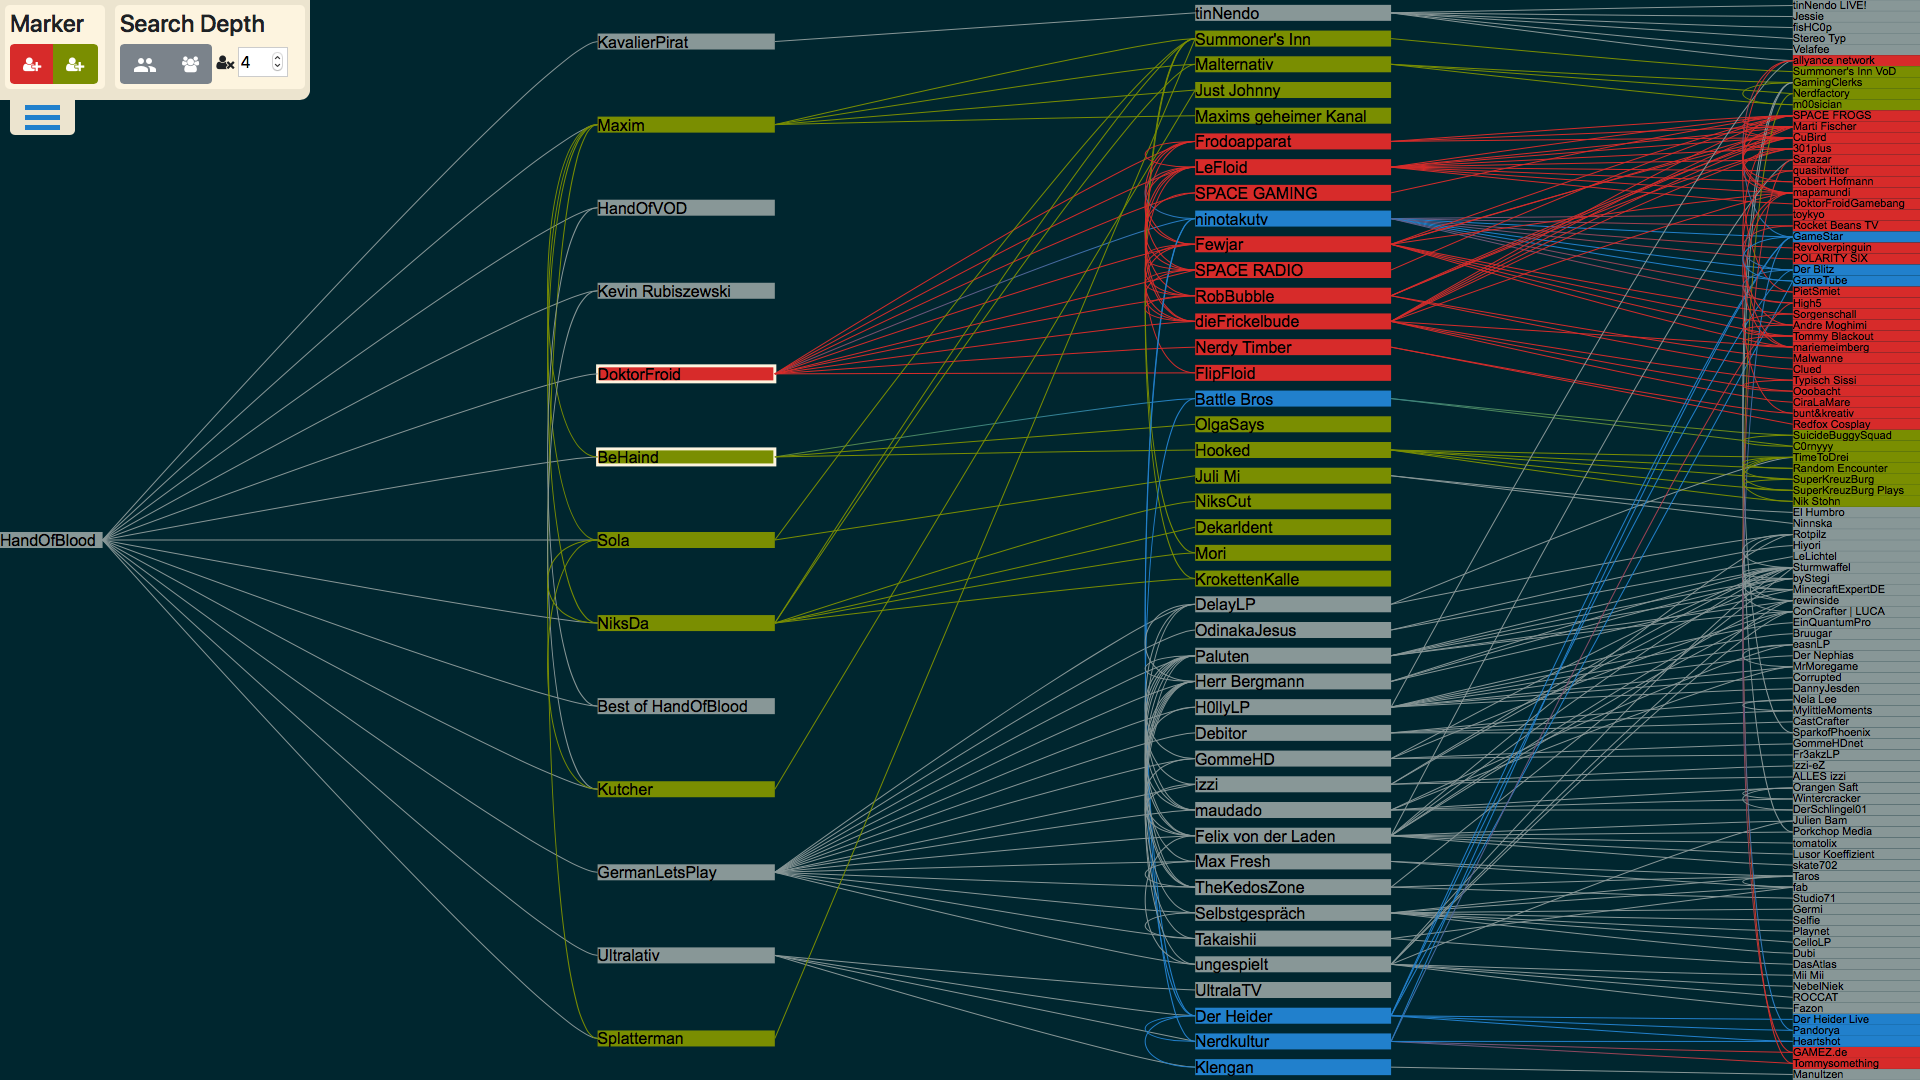 Marker
Search Depth
4
HandOfBlood
KavalierPirat
Maxim
HandOfVOD
Kevin Rubiszewski
DoktorFroid
BeHaind
Sola
NiksDa
Best of HandOfBlood
Kutcher
GermanLetsPlay
Ultralativ
Splatterman
tinNendo
Summoner's Inn
Malternativ
Just Johnny
Maxims geheimer Kanal
Frodoapparat
LeFloid
SPACE GAMING
ninotakutv
Fewjar
SPACE RADIO
RobBubble
dieFrickelbude
Nerdy Timber
FlipFloid
Battle Bros
OlgaSays
Hooked
Juli Mi
NiksCut
Dekarldent
Mori
KrokettenKalle
DelayLP
OdinakaJesus
Paluten
Herr Bergmann
H0llyLP
Debitor
GommeHD
izzi
maudado
Felix von der Laden
Max Fresh
TheKedosZone
Selbstgespräch
Takaishii
ungespielt
UltralaTV
Der Heider
Nerdkultur
Klengan
tinNendo LIVE!
Jessie
fisHC0p
Stereo Typ
Velafee
allyance network
Summoner's Inn VoD
GamingClerks
Nerdfactory
m00sician
SPACE FROGS
Marti Fischer
CuBird
301plus
Sarazar
quasitwitter
Robert Hofmann
mapamundi
DoktorFroidGamebang
toykyo
Rocket Beans TV
GameStar
Revolverpinguin
POLARITY SIX
Der Blitz
GameTube
PietSmiet
High5
Sorgenschall
Andre Moghimi
Tommy Blackout
mariemeimberg
Malwanne
Clued
Typisch Sissi
Ooobacht
CiraLaMare
bunt&kreativ
Redfox Cosplay
SuicideBuggySquad
C0rnyyy
TimeToDrei
Random Encounter
SuperKreuzBurg
SuperKreuzBurg Plays
Nik Stohn
El Humbro
Ninnska
Rotpilz
Hiyori
LeLichtel
Sturmwaffel
byStegi
MinecraftExpertDE
rewinside
ConCrafter | LUCA
EinQuantumPro
Bruugar
easnLP
Der Nephias
MrMoregame
Corrupted
DannyJesden
Nela Lee
MylittleMoments
CastCrafter
SparkofPhoenix
GommeHDnet
Fr3akzLP
izzi-eZ
ALLES izzi
Orangen Saft
Wintercracker
DerSchlingel01
Julien Bam
Porkchop Media
tomatolix
Lusor Koeffizient
skate702
Taros
fab
Studio71
Germi
Selfie
Playnet
CelloLP
Dubi
DasAtlas
Mii Mii
NebelNiek
ROCCAT
Fazon
Der Heider Live
Pandorya
Heartshot
GAMEZ.de
Tommysomething
Manultzen